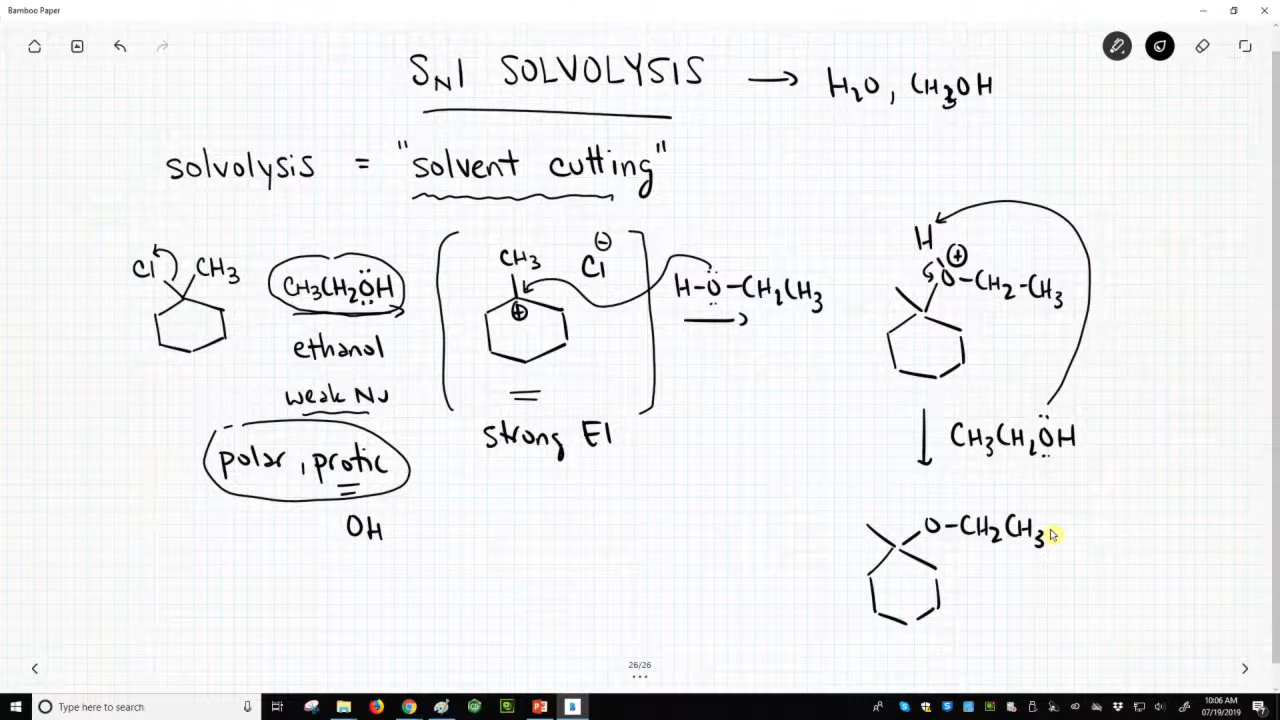 Bamboo Paper
SN1 SOLVOLYSIS → H2O, CH3OH
solvolysis = "solvent cutting"
Cl CH3
CH3CH2ÖH
ethanol
weak Nu
polar, protic
OH
CH3 Cl ⊖
⊕
strong El
H-O-CH2CH3
H ⊕
O-CH2-CH3
CH3CH2ÖH
O-CH2CH3
26/26
Type here to search
10:06 AM
07/19/2019